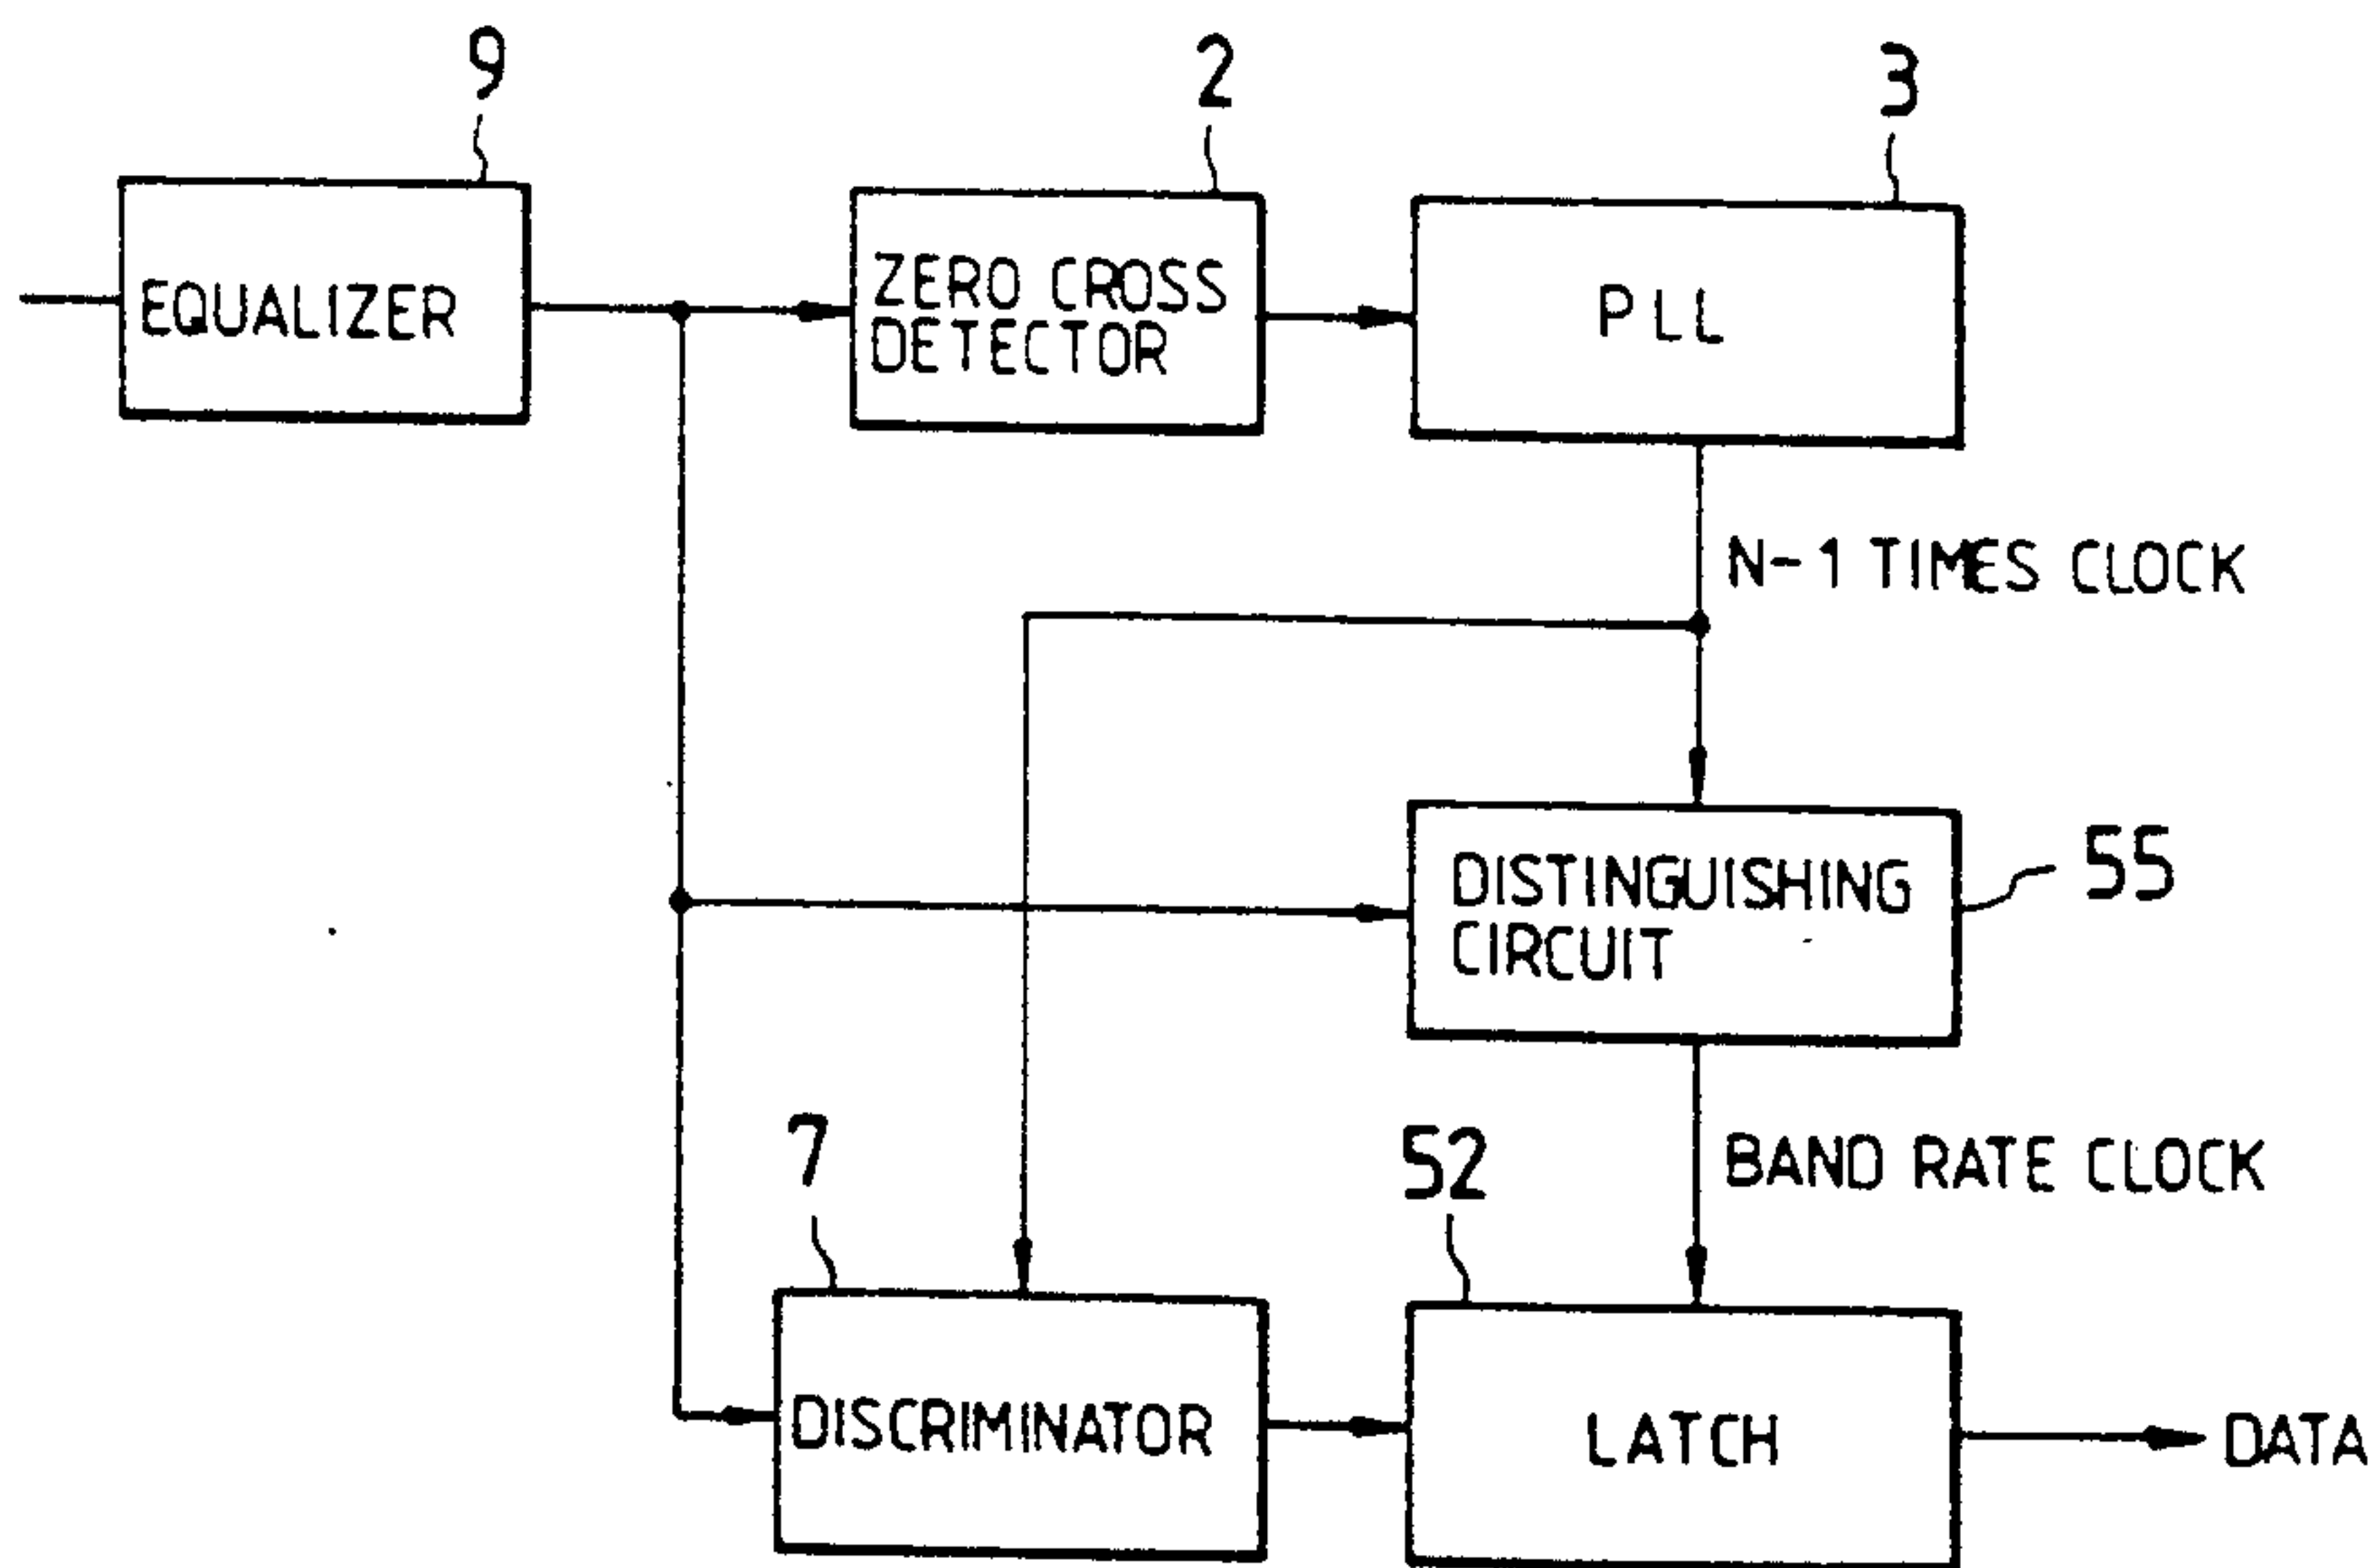 9
2
3
EQUALIZER
ZERO CROSS
DETECTOR
PLL
N-1 TIMES CLOCK
DISTINGUISHING
CIRCUIT
55
7
52
BAND RATE CLOCK
DISCRIMINATOR
LATCH
DATA